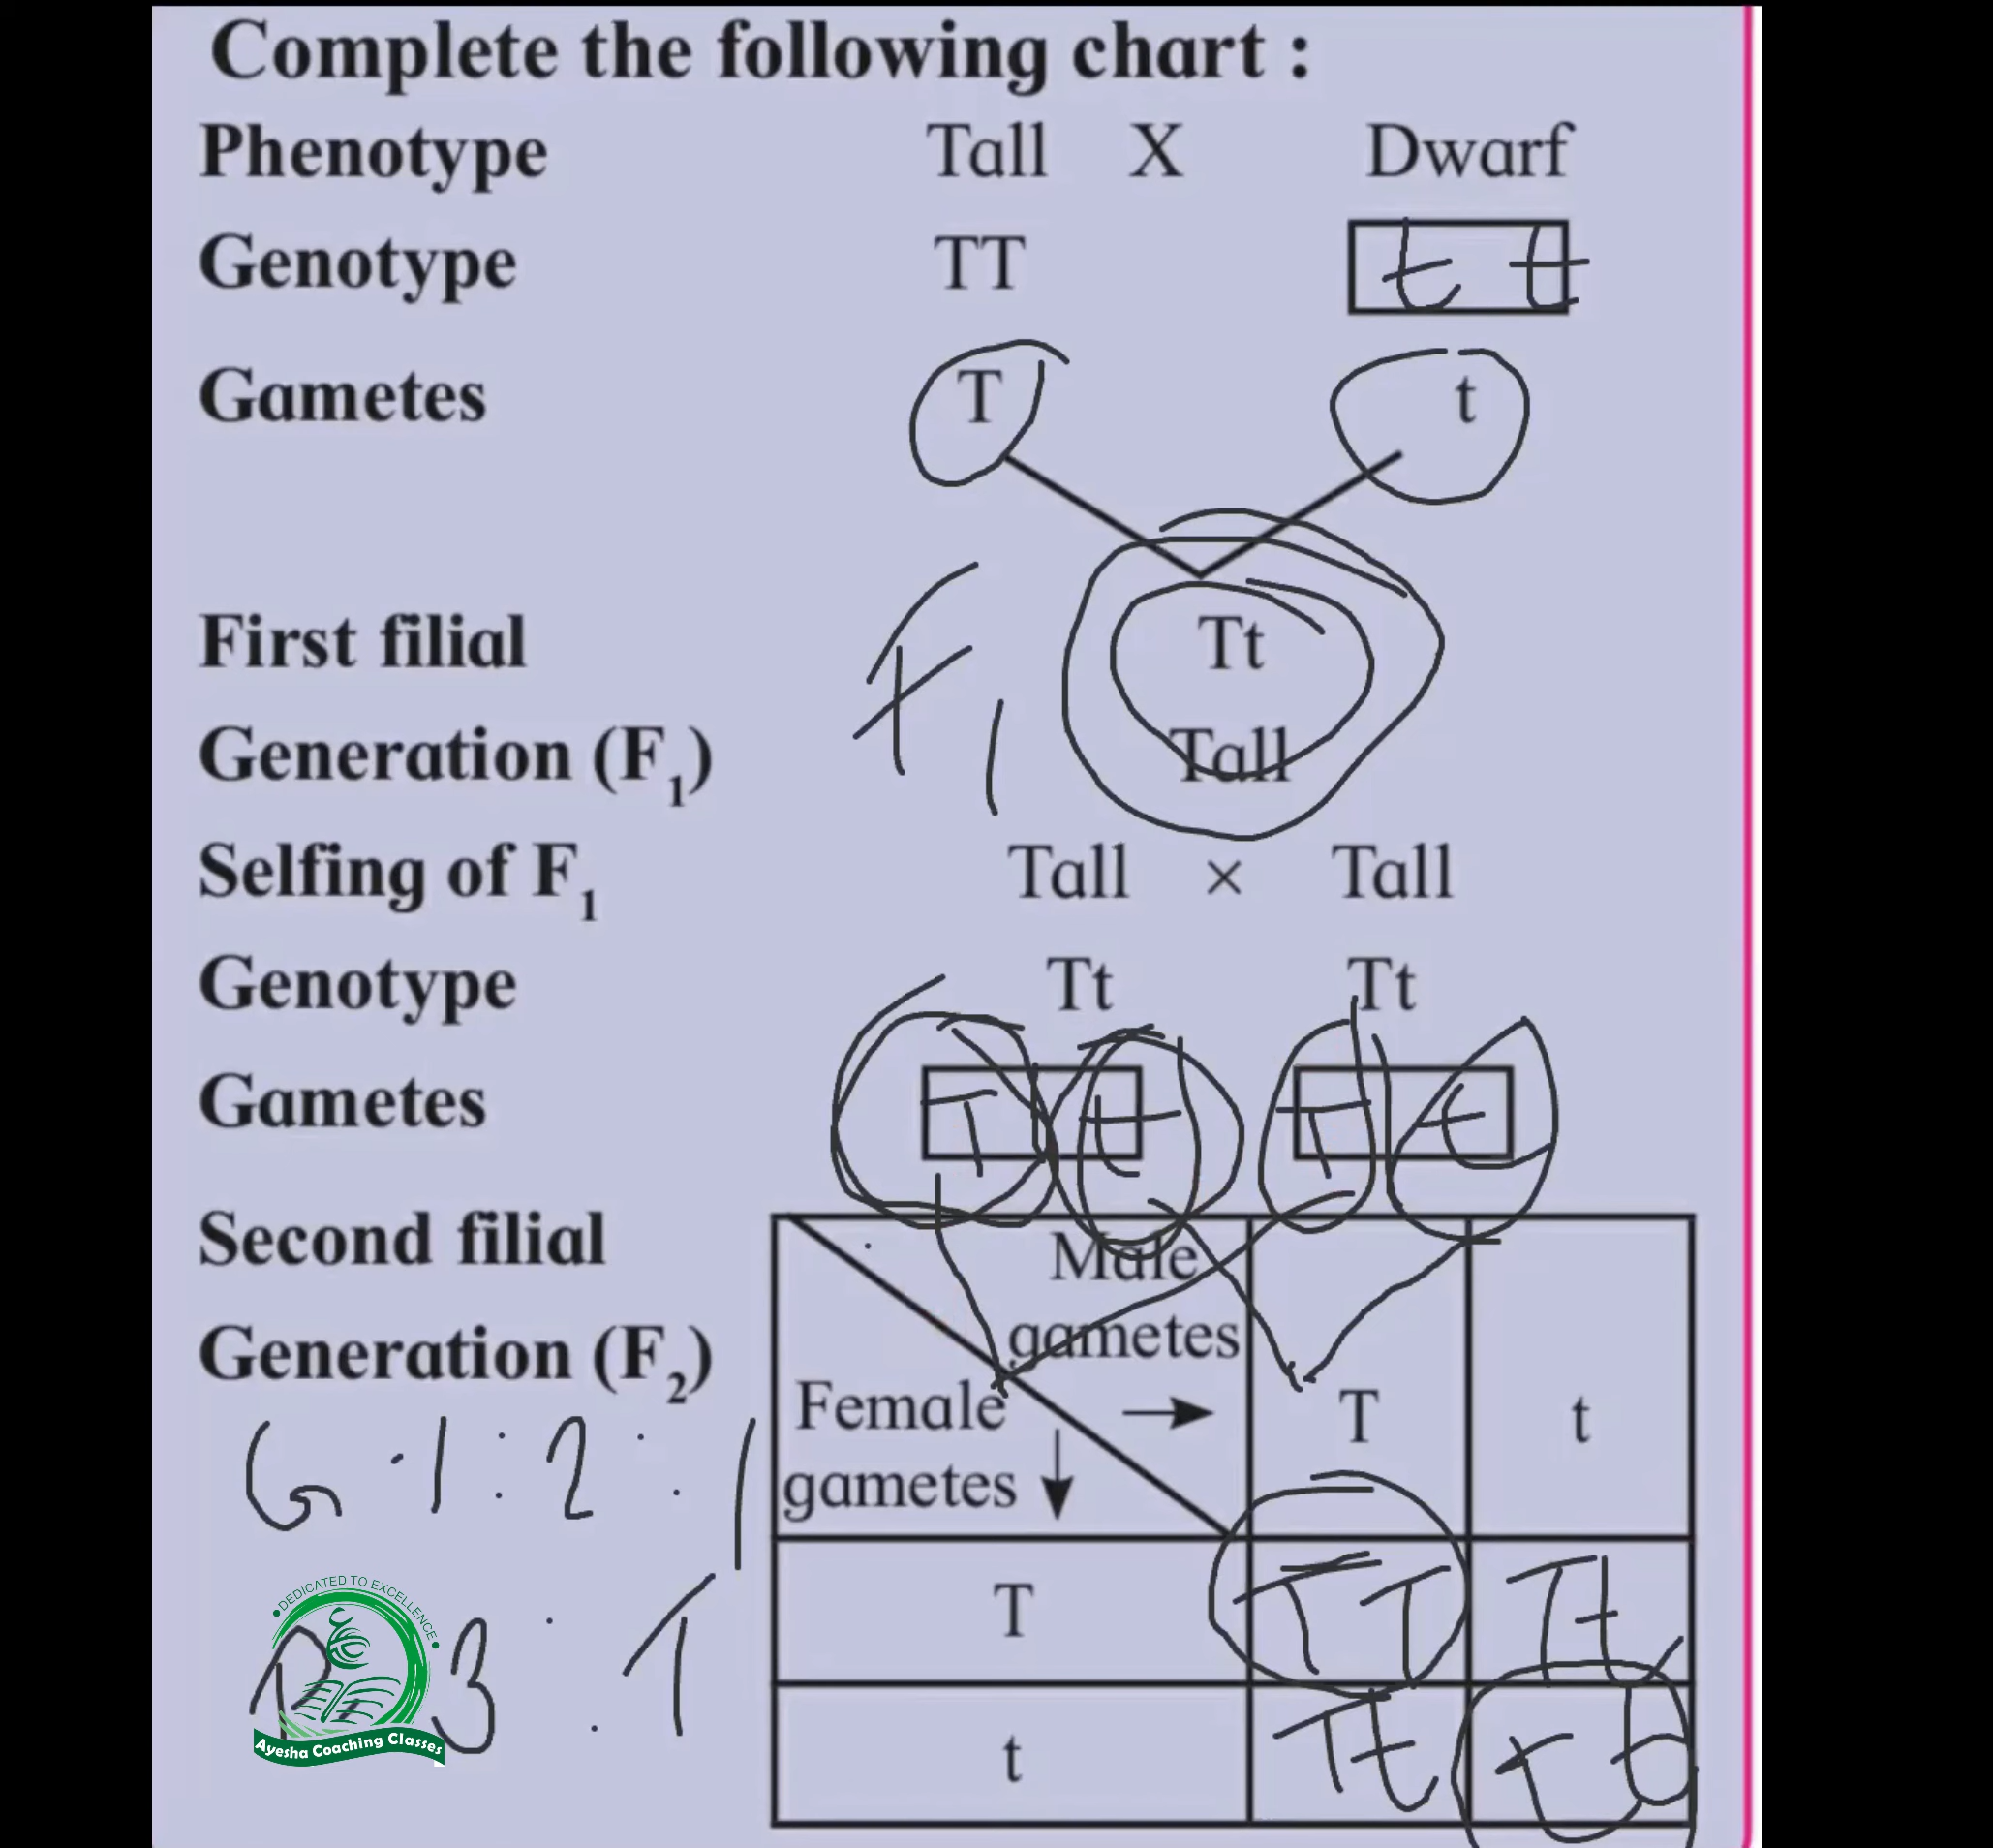 Complete the following chart :
Phenotype Tall X Dwarf
Genotype TT t t
Gametes T t
First filial Tt
Generation (F1) F1 Tall
Selfing of F1 Tall × Tall
Genotype Tt Tt
Gametes T t T t
Second filial
Generation (F2)
Male
gametes
Female
gametes
→ T t
↓
G · 1 : 2 : 1
T TT Tt
P 3 : 1
t Tt tt
DEDICATED TO EXCELLENCE
Ayesha Coaching Classes